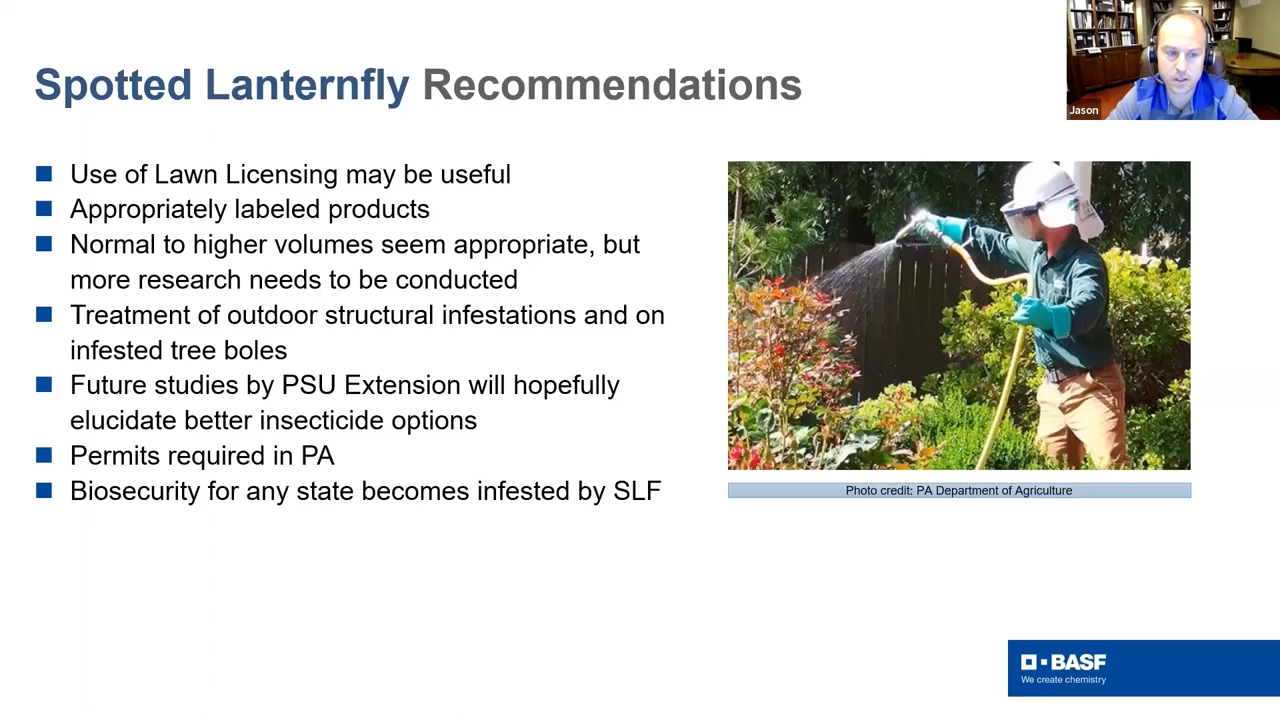 Jason
Spotted Lanternfly Recommendations
Use of Lawn Licensing may be useful
Appropriately labeled products
Normal to higher volumes seem appropriate, but
more research needs to be conducted
Treatment of outdoor structural infestations and on
infested tree boles
Future studies by PSU Extension will hopefully
elucidate better insecticide options
Permits required in PA
Biosecurity for any state becomes infested by SLF
Photo credit: PA Department of Agriculture
BASF
We create chemistry